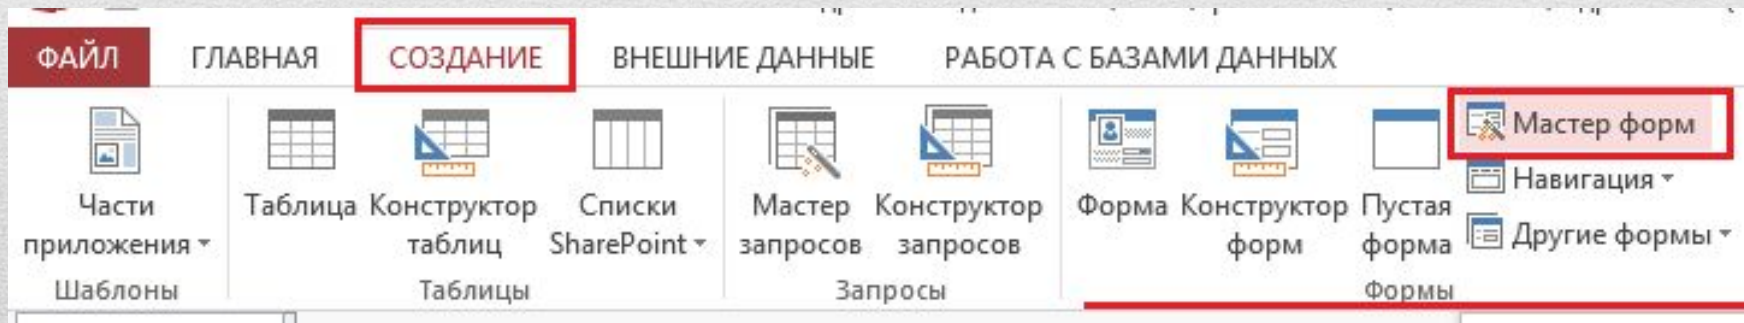 ФАЙЛ ГЛАВНАЯ СОЗДАНИЕ ВНЕШНИЕ ДАННЫЕ РАБОТА С БАЗАМИ ДАННЫХ
Части
приложения
Таблица
Конструктор
таблиц
Списки
SharePoint
Мастер
запросов
Конструктор
запросов
Форма
Конструктор
форм
Пустая
форма
Мастер форм
Навигация
Другие формы
Шаблоны Таблицы Запросы Формы